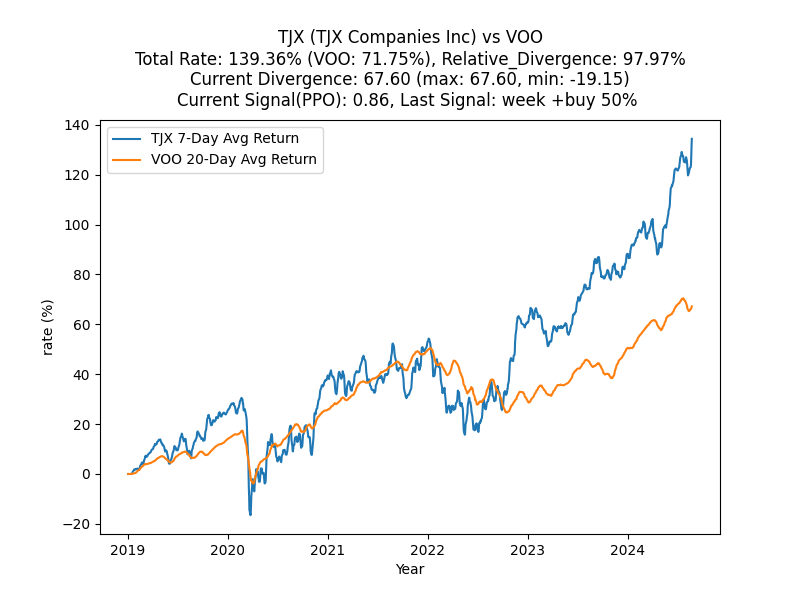 TJX (TJX Companies Inc) vs VOO
Total Rate: 139.36% (VOO: 71.75%), Relative_Divergence: 97.97%
Current Divergence: 67.60 (max: 67.60, min: -19.15)
Current Signal(PPO): 0.86, Last Signal: week +buy 50%
TJX 7-Day Avg Return
VOO 20-Day Avg Return
140
120
100
80
60
40
20
0
−20
rate (%)
2019 2020 2021 2022 2023 2024
Year